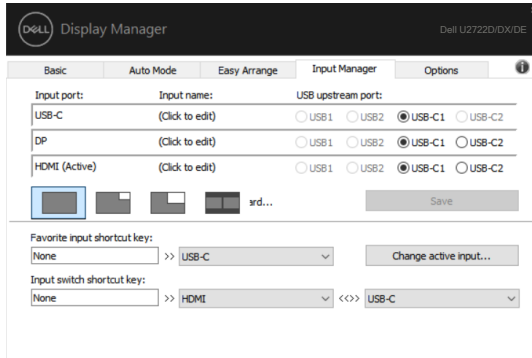 DELL Display Manager Dell U2722D/DX/DE
Basic Auto Mode Easy Arrange Input Manager Options i
Input port: Input name: USB upstream port:
USB-C (Click to edit) USB1 USB2 USB-C1 USB-C2
DP (Click to edit) USB1 USB2 USB-C1 USB-C2
HDMI (Active) (Click to edit) USB1 USB2 USB-C1 USB-C2
ard... Save
Favorite input shortcut key:
None >> USB-C Change active input...
Input switch shortcut key:
None >> HDMI <<>> USB-C